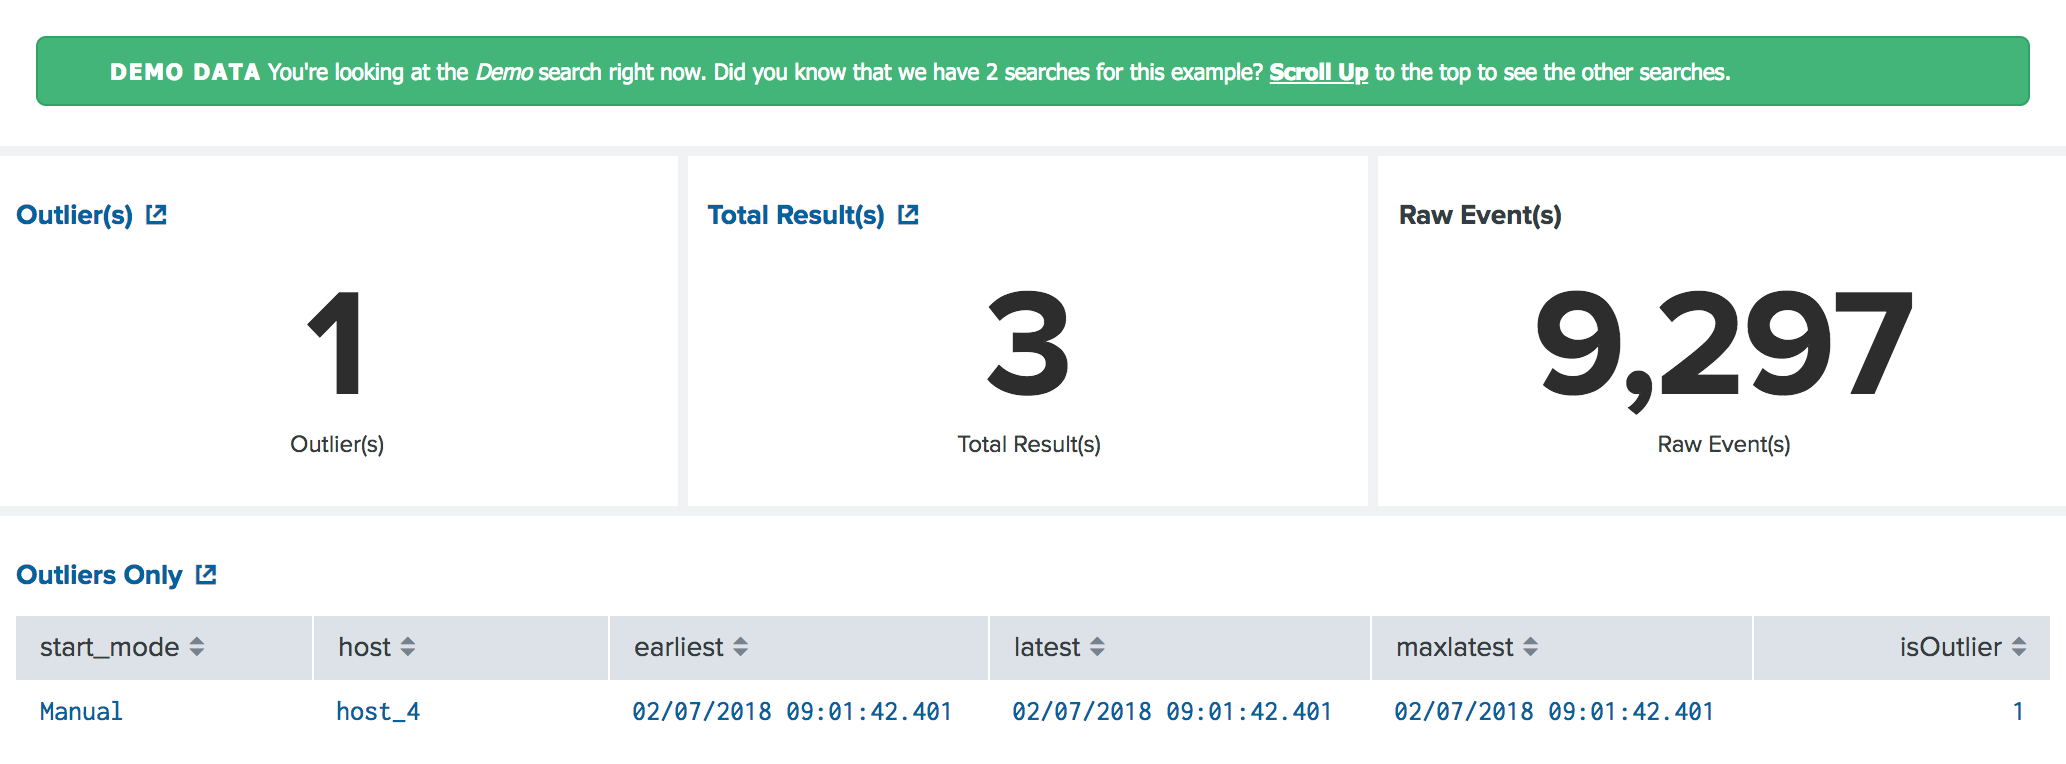 DEMO DATA You're looking at the Demo search right now. Did you know that we have 2 searches for this example? Scroll Up to the top to see the other searches.
Outlier(s)
1
Outlier(s)
Total Result(s)
3
Total Result(s)
Raw Event(s)
9,297
Raw Event(s)
Outliers Only
start_mode host earliest latest maxlatest isOutlier
Manual host_4 02/07/2018 09:01:42.401 02/07/2018 09:01:42.401 02/07/2018 09:01:42.401 1